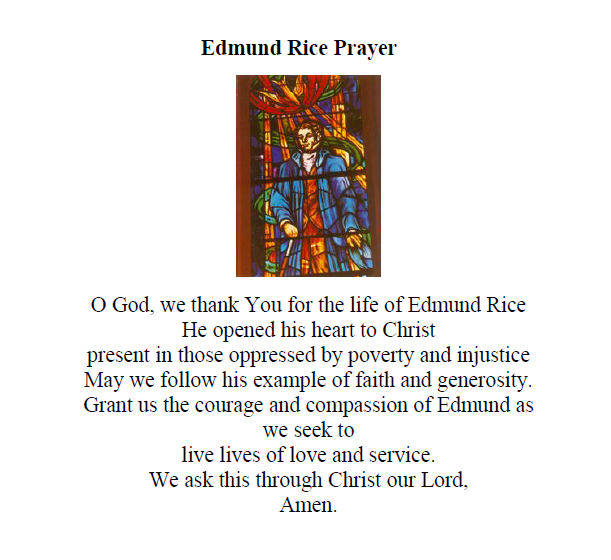 Edmund Rice Prayer
O God, we thank You for the life of Edmund Rice
He opened his heart to Christ
present in those oppressed by poverty and injustice
May we follow his example of faith and generosity.
Grant us the courage and compassion of Edmund as
we seek to
live lives of love and service.
We ask this through Christ our Lord,
Amen.